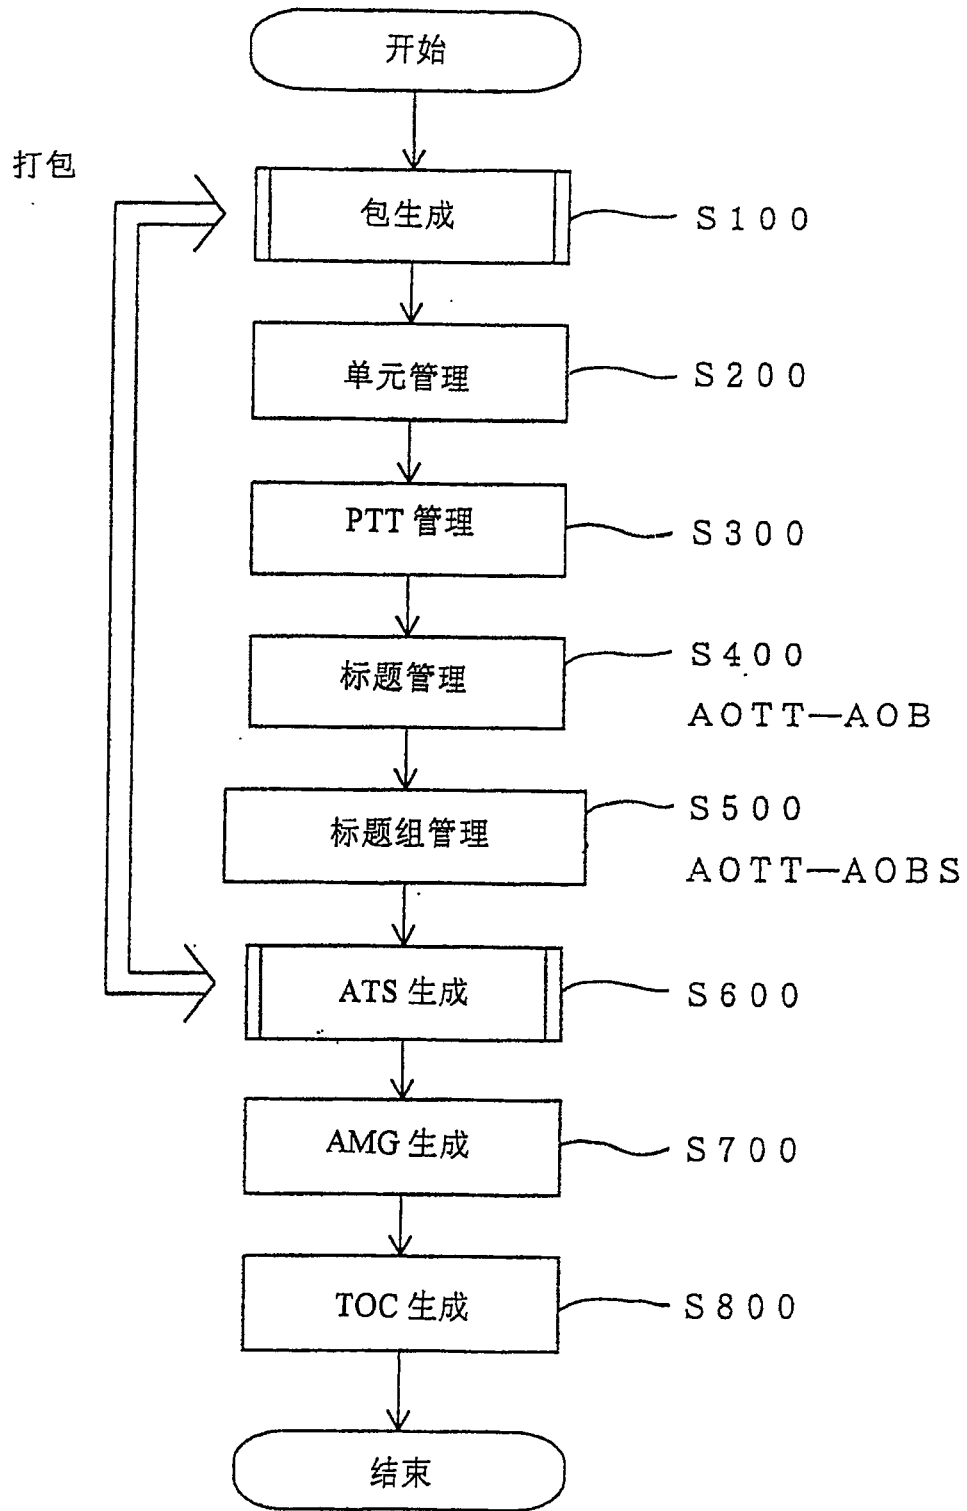 开始
打包
包生成
S100
单元管理
S200
PTT 管理
S300
标题管理
S400
AOTT—AOB
标题组管理
S500
AOTT—AOBS
ATS 生成
S600
AMG 生成
S700
TOC 生成
S800
结束